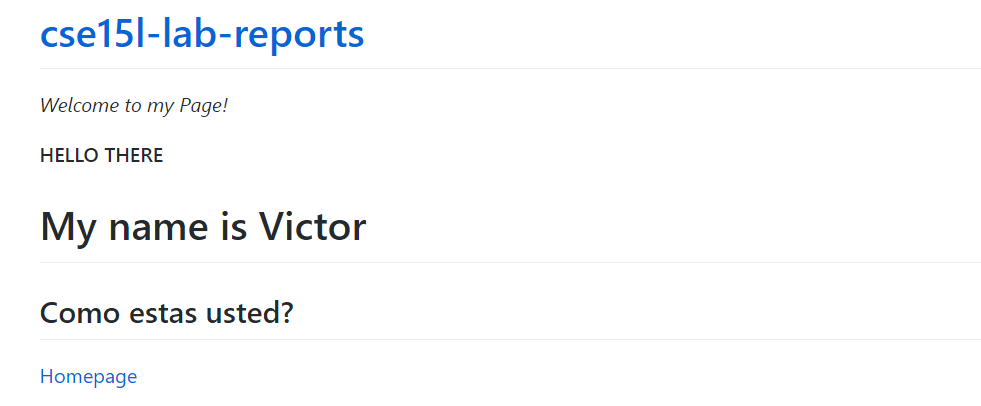 cse15l-lab-reports
Welcome to my Page!
HELLO THERE
My name is Victor
Como estas usted?
Homepage